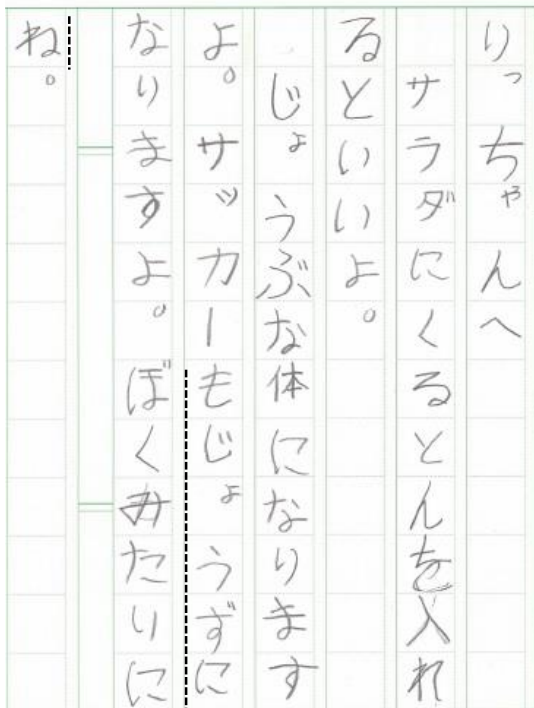 りっちゃんへ
サラダにくるとんを入れ
るといいよ。
じょうぶな体になります
よ。サッカーもじょうずに
なりますよ。ぼくみたりに
ね。